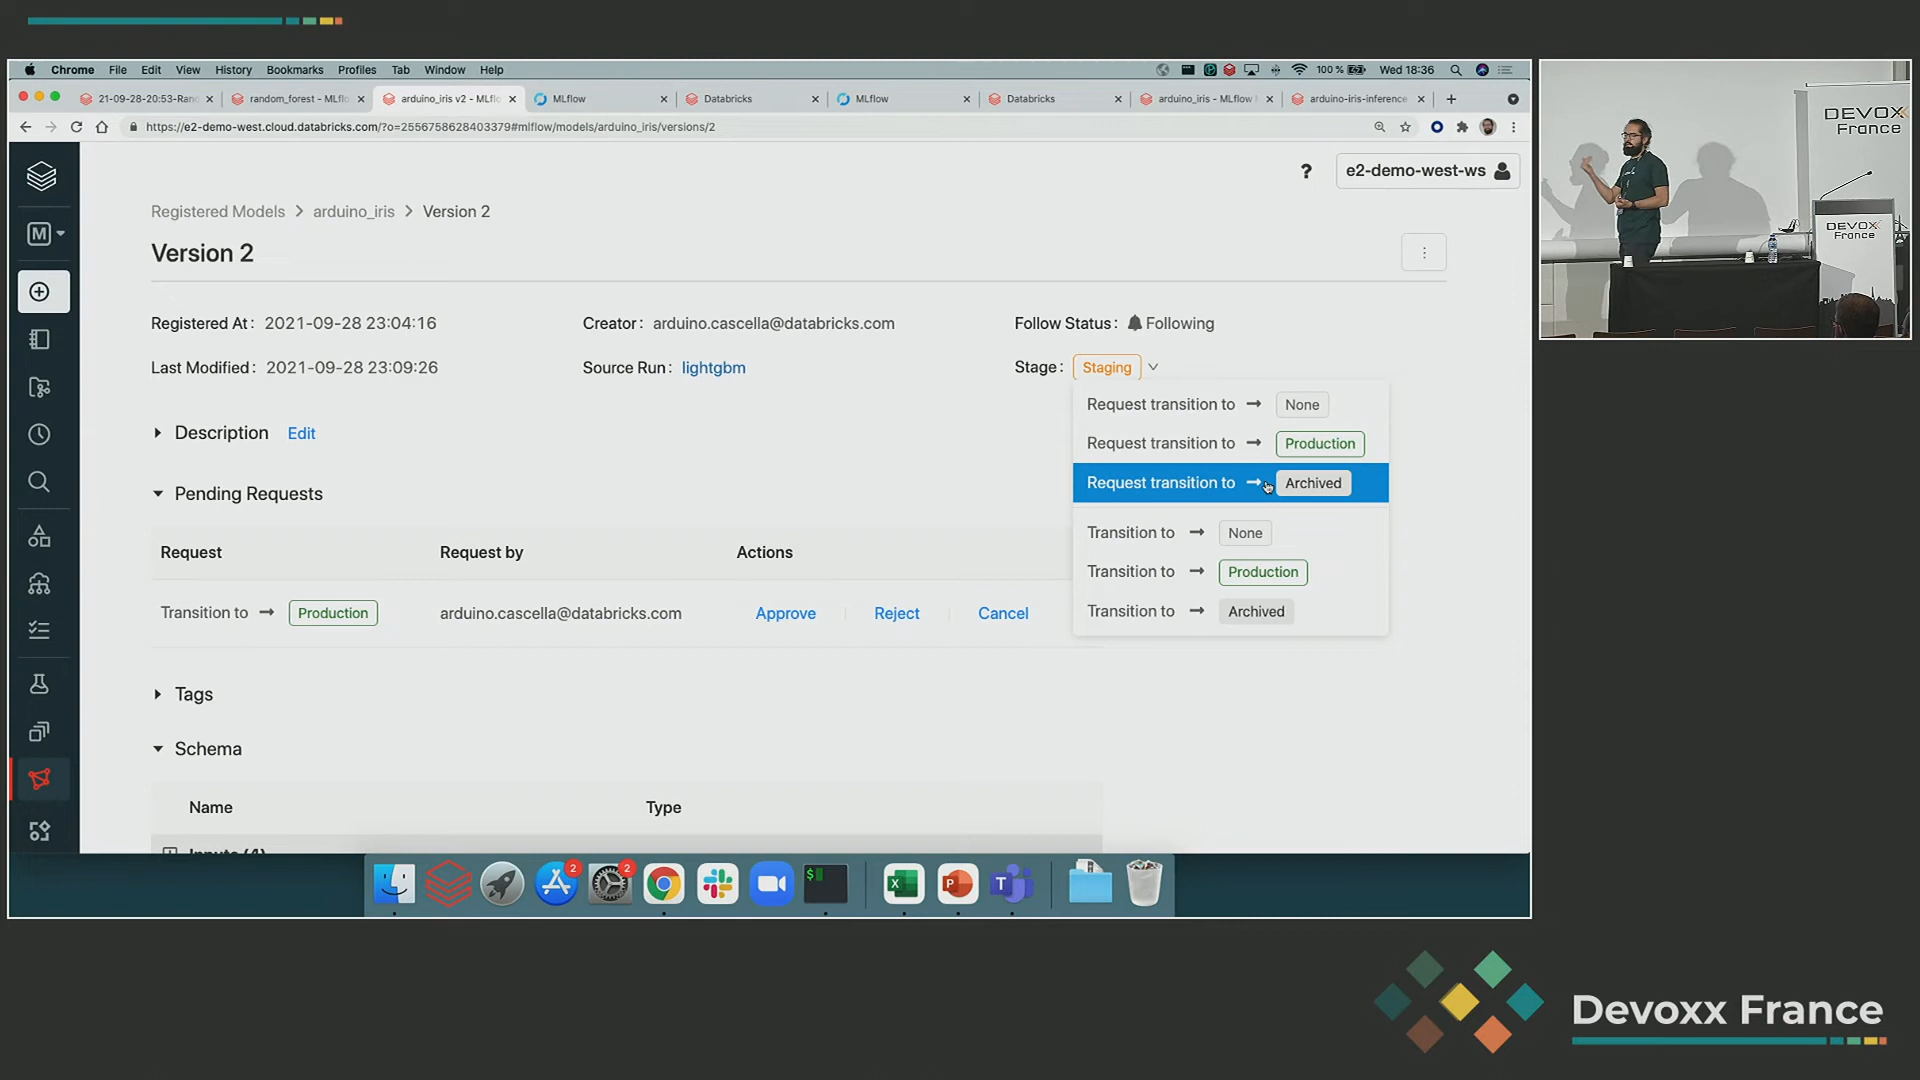 Chrome File Edit View History Bookmarks Profiles Tab Window Help 100 % Wed 18:36
21-09-28-20:53-Ran random_forest - MLfl arduino_iris v2 - MLfl MLflow Databricks MLflow Databricks arduino_iris - MLflow arduino-iris-inference
https://e2-demo-west.cloud.databricks.com/?o=2556758628403379#mlflow/models/arduino_iris/versions/2
M
? e2-demo-west-ws
Registered Models > arduino_iris > Version 2
Version 2
Registered At: 2021-09-28 23:04:16 Creator: arduino.cascella@databricks.com Follow Status: Following
Last Modified: 2021-09-28 23:09:26 Source Run: lightgbm Stage: Staging
Request transition to → None
Request transition to → Production
Request transition to → Archived
Transition to → None
Transition to → Production
Transition to → Archived
Description Edit
Pending Requests
Request Request by Actions
Transition to → Production arduino.cascella@databricks.com Approve Reject Cancel
Tags
Schema
Name Type
Inputs (4)
2 2 $ X P T
DEVOXX
France
DEVOXX
France
Devoxx France